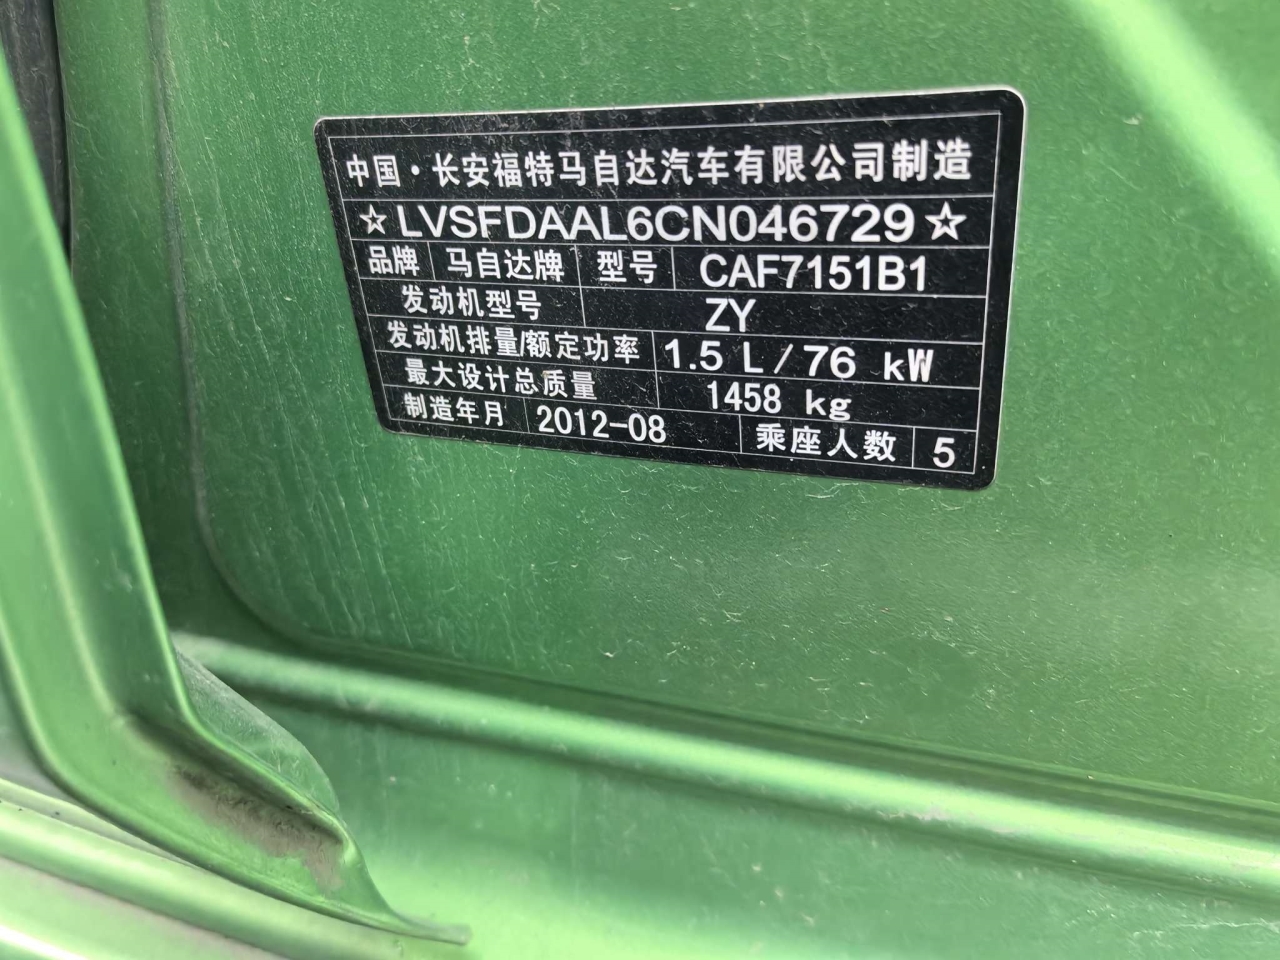 中国·长安福特马自达汽车有限公司制造
☆LVSFDAAL6CN046729☆
品牌 马自达牌 型号 CAF7151B1
发动机型号 ZY
发动机排量/额定功率 1.5 L/76 kW
最大设计总质量 1458 kg
制造年月 2012-08 乘座人数 5